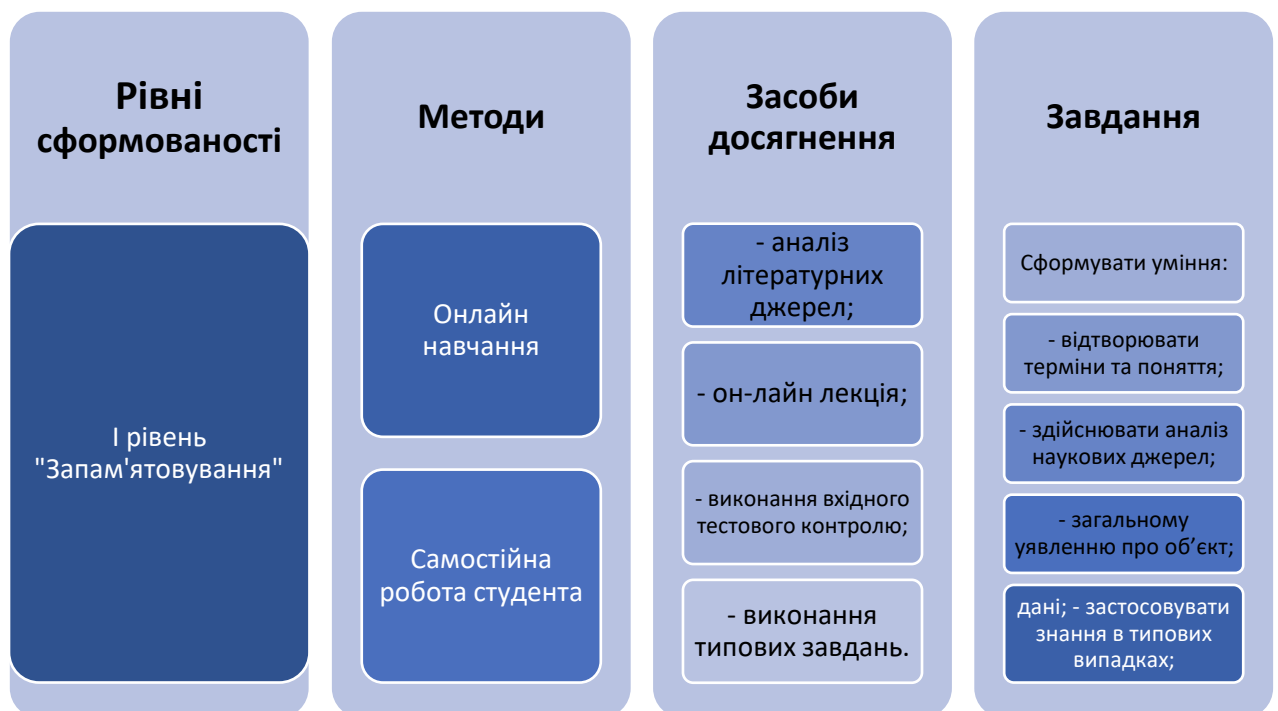 Рівні
сформованості
І рівень
"Запам'ятовування"
Методи
Онлайн
навчання
Самостійна
робота студента
Засоби
досягнення
- аналіз
літературних
джерел;
- он-лайн лекція;
- виконання вхідного
тестового контролю;
- виконання
типових завдань.
Завдання
Сформувати уміння:
- відтворювати
терміни та поняття;
- здійснювати аналіз
наукових джерел;
- загальному
уявленню про об’єкт;
дані; - застосовувати
знання в типових
випадках;